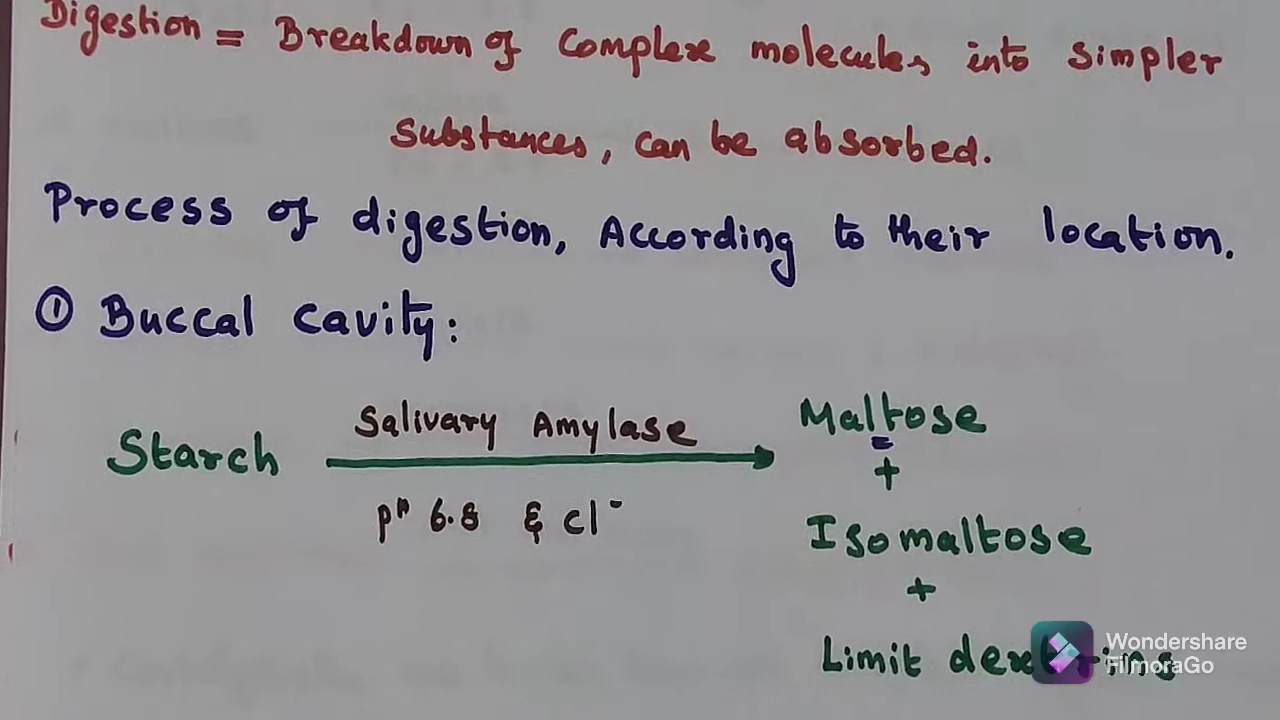 Digestion = Breakdown of Complex molecules into simpler
substances, can be absorbed.
Process of digestion, According to their location.
① Buccal cavity:
Starch
Salivary Amylase
pH 6.8 & cl-
Maltose
+
Isomaltose
+
Limit dextrins
Wondershare
FilmoraGo